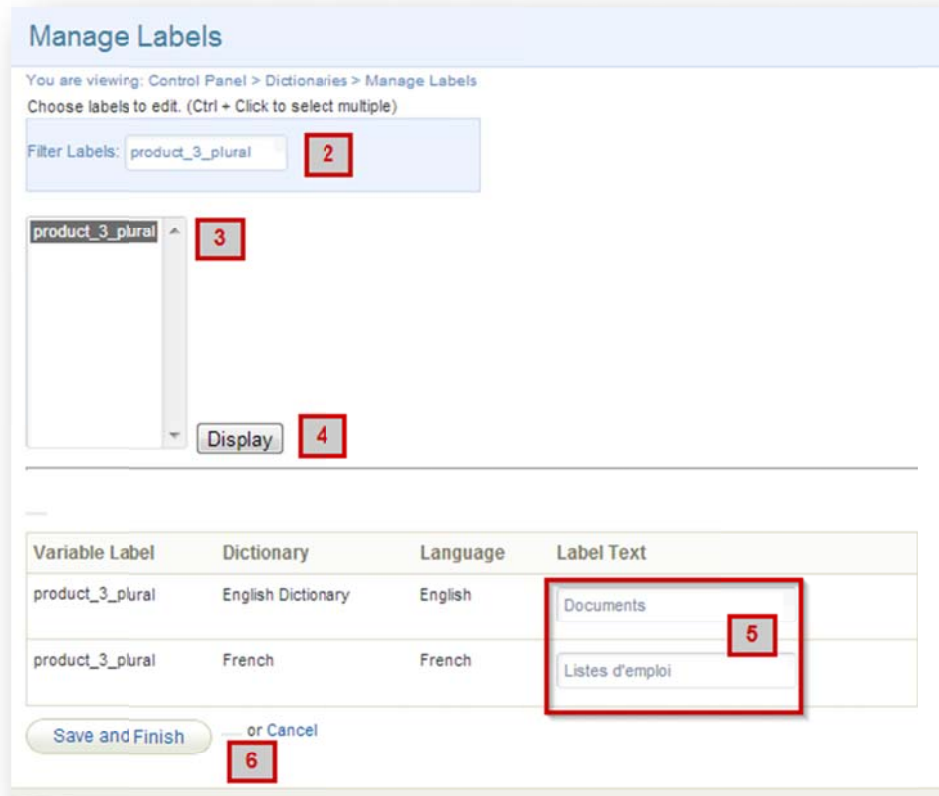 Manage Labels
You are viewing: Control Panel > Dictionaries > Manage Labels
Choose labels to edit. (Ctrl + Click to select multiple)
Filter Labels: product_3_plural 2
product_3_plural 3
Display 4
Variable Label Dictionary Language Label Text
product_3_plural English Dictionary English Documents
5
product_3_plural French French Listes d'emploi
Save and Finish or Cancel
6